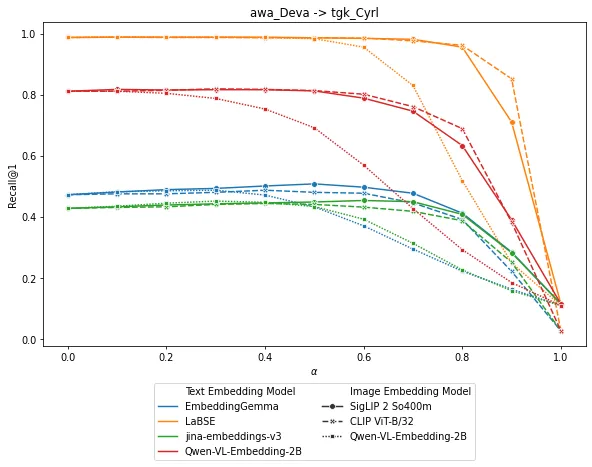 awa_Deva -> tgk_Cyrl
Recall@1
1.0
0.8
0.6
0.4
0.2
0.0
0.0 0.2 0.4 0.6 0.8 1.0
α
Text Embedding Model
EmbeddingGemma
LaBSE
jina-embeddings-v3
Qwen-VL-Embedding-2B
Image Embedding Model
SigLIP 2 So400m
CLIP ViT-B/32
Qwen-VL-Embedding-2B